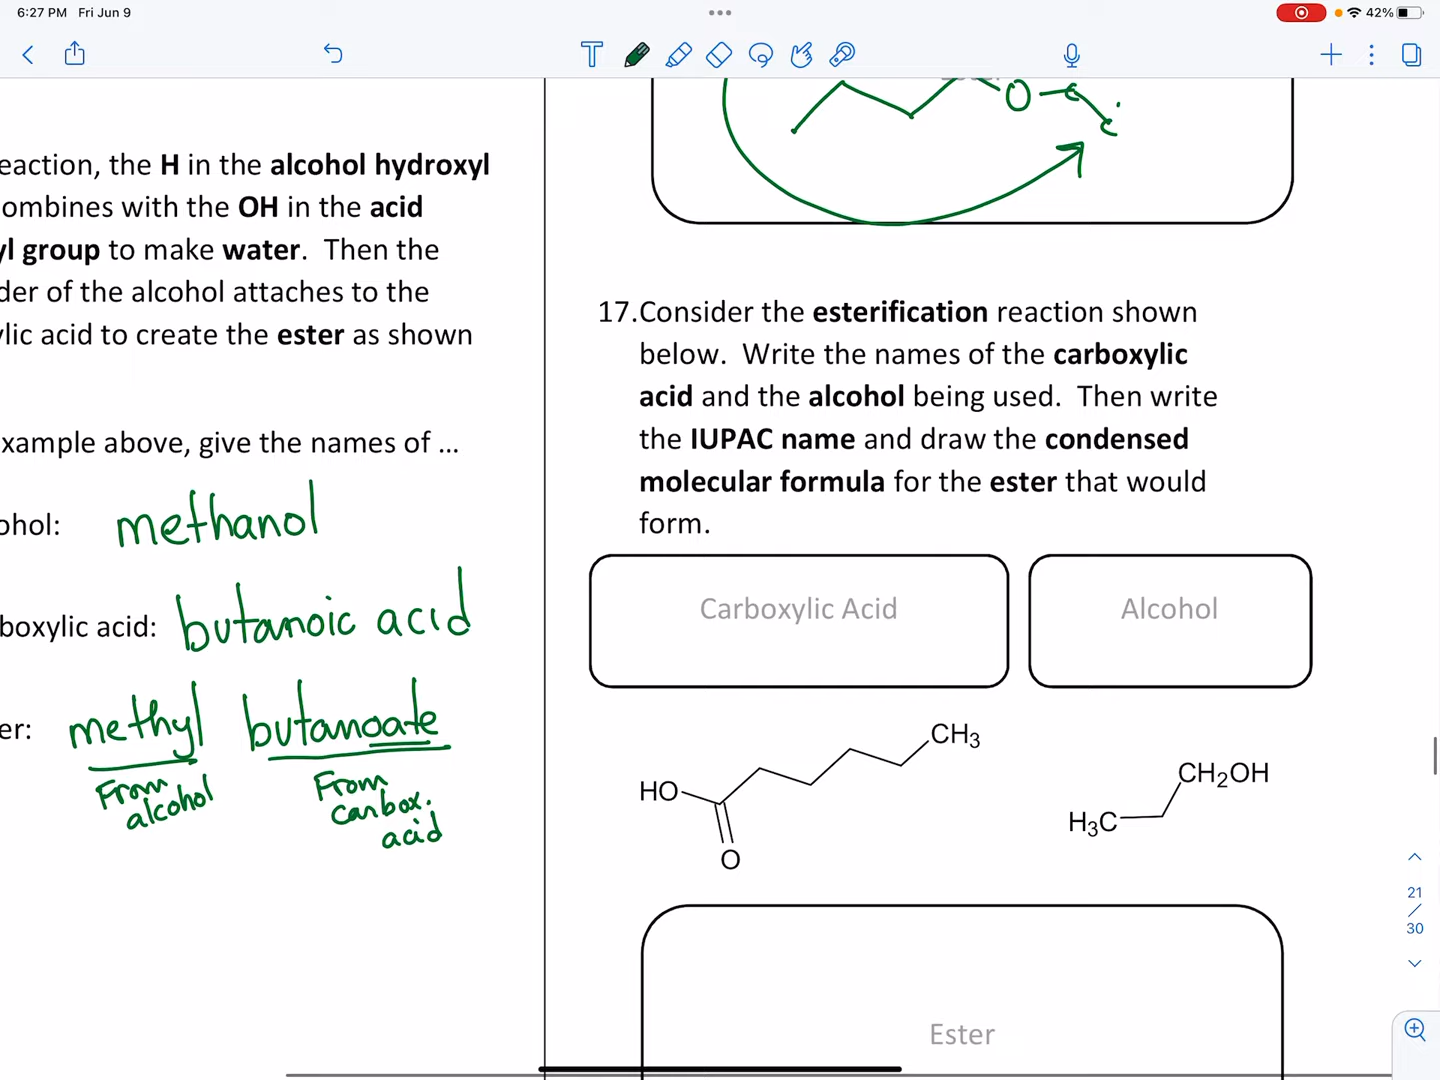 6:27 PM Fri Jun 9
42%
eaction, the H in the alcohol hydroxyl
ombines with the OH in the acid
yl group to make water. Then the
der of the alcohol attaches to the
ylic acid to create the ester as shown
xample above, give the names of ...
ohol: methanol
boxylic acid: butanoic acid
er: methyl butanoate
From alcohol
From carbox. acid
O
17. Consider the esterification reaction shown
below. Write the names of the carboxylic
acid and the alcohol being used. Then write
the IUPAC name and draw the condensed
molecular formula for the ester that would
form.
Carboxylic Acid
Alcohol
HO
O
CH3
H3C
CH2OH
Ester
21
/
30